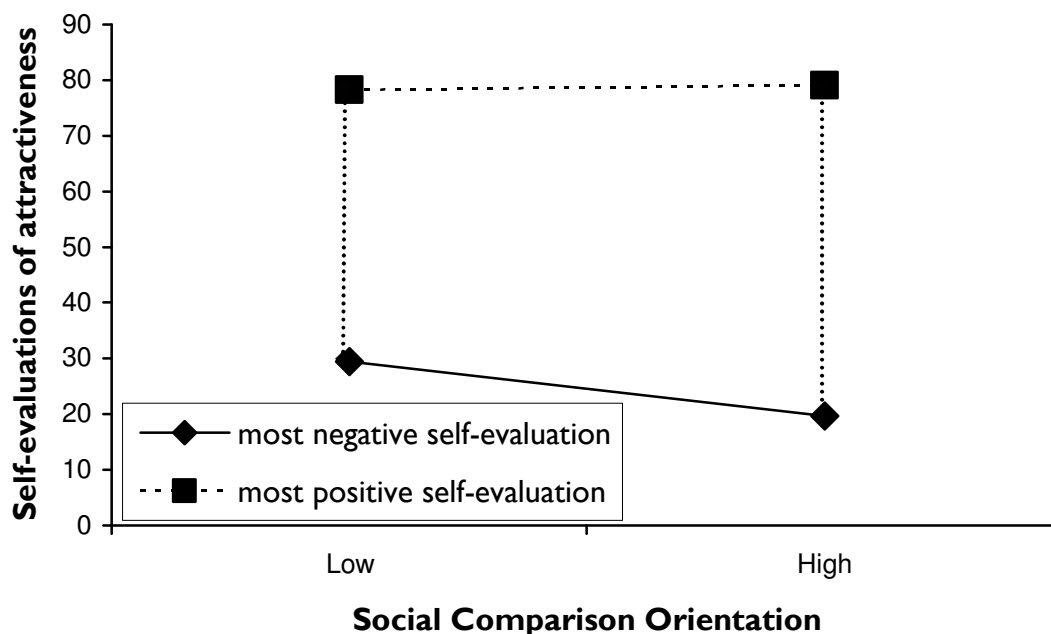 90
80
70
60
50
40
30
20
10
0
Self-evaluations of attractiveness
most negative self-evaluation
most positive self-evaluation
Low High
Social Comparison Orientation